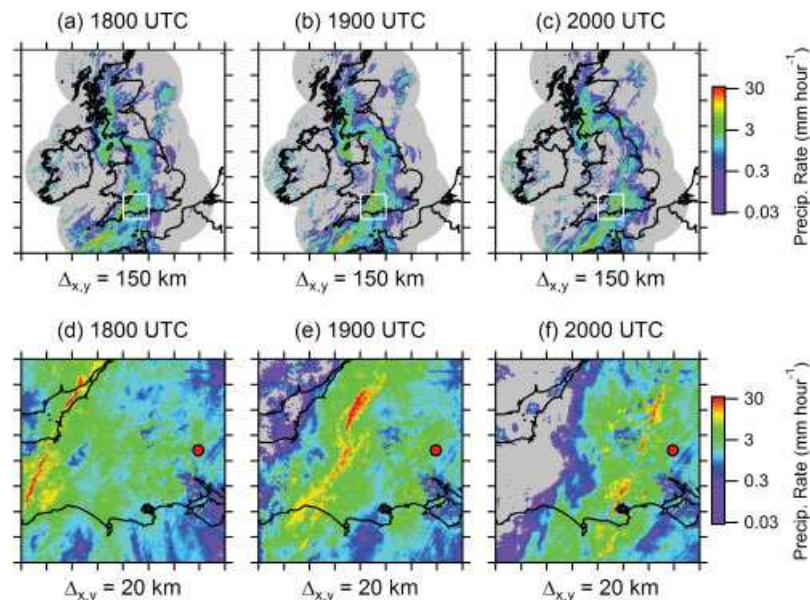 (a) 1800 UTC
(b) 1900 UTC
(c) 2000 UTC
30
3
0.3
0.03
Precip. Rate (mm hour⁻¹)
Δx,y = 150 km
Δx,y = 150 km
Δx,y = 150 km
(d) 1800 UTC
(e) 1900 UTC
(f) 2000 UTC
30
3
0.3
0.03
Precip. Rate (mm hour⁻¹)
Δx,y = 20 km
Δx,y = 20 km
Δx,y = 20 km